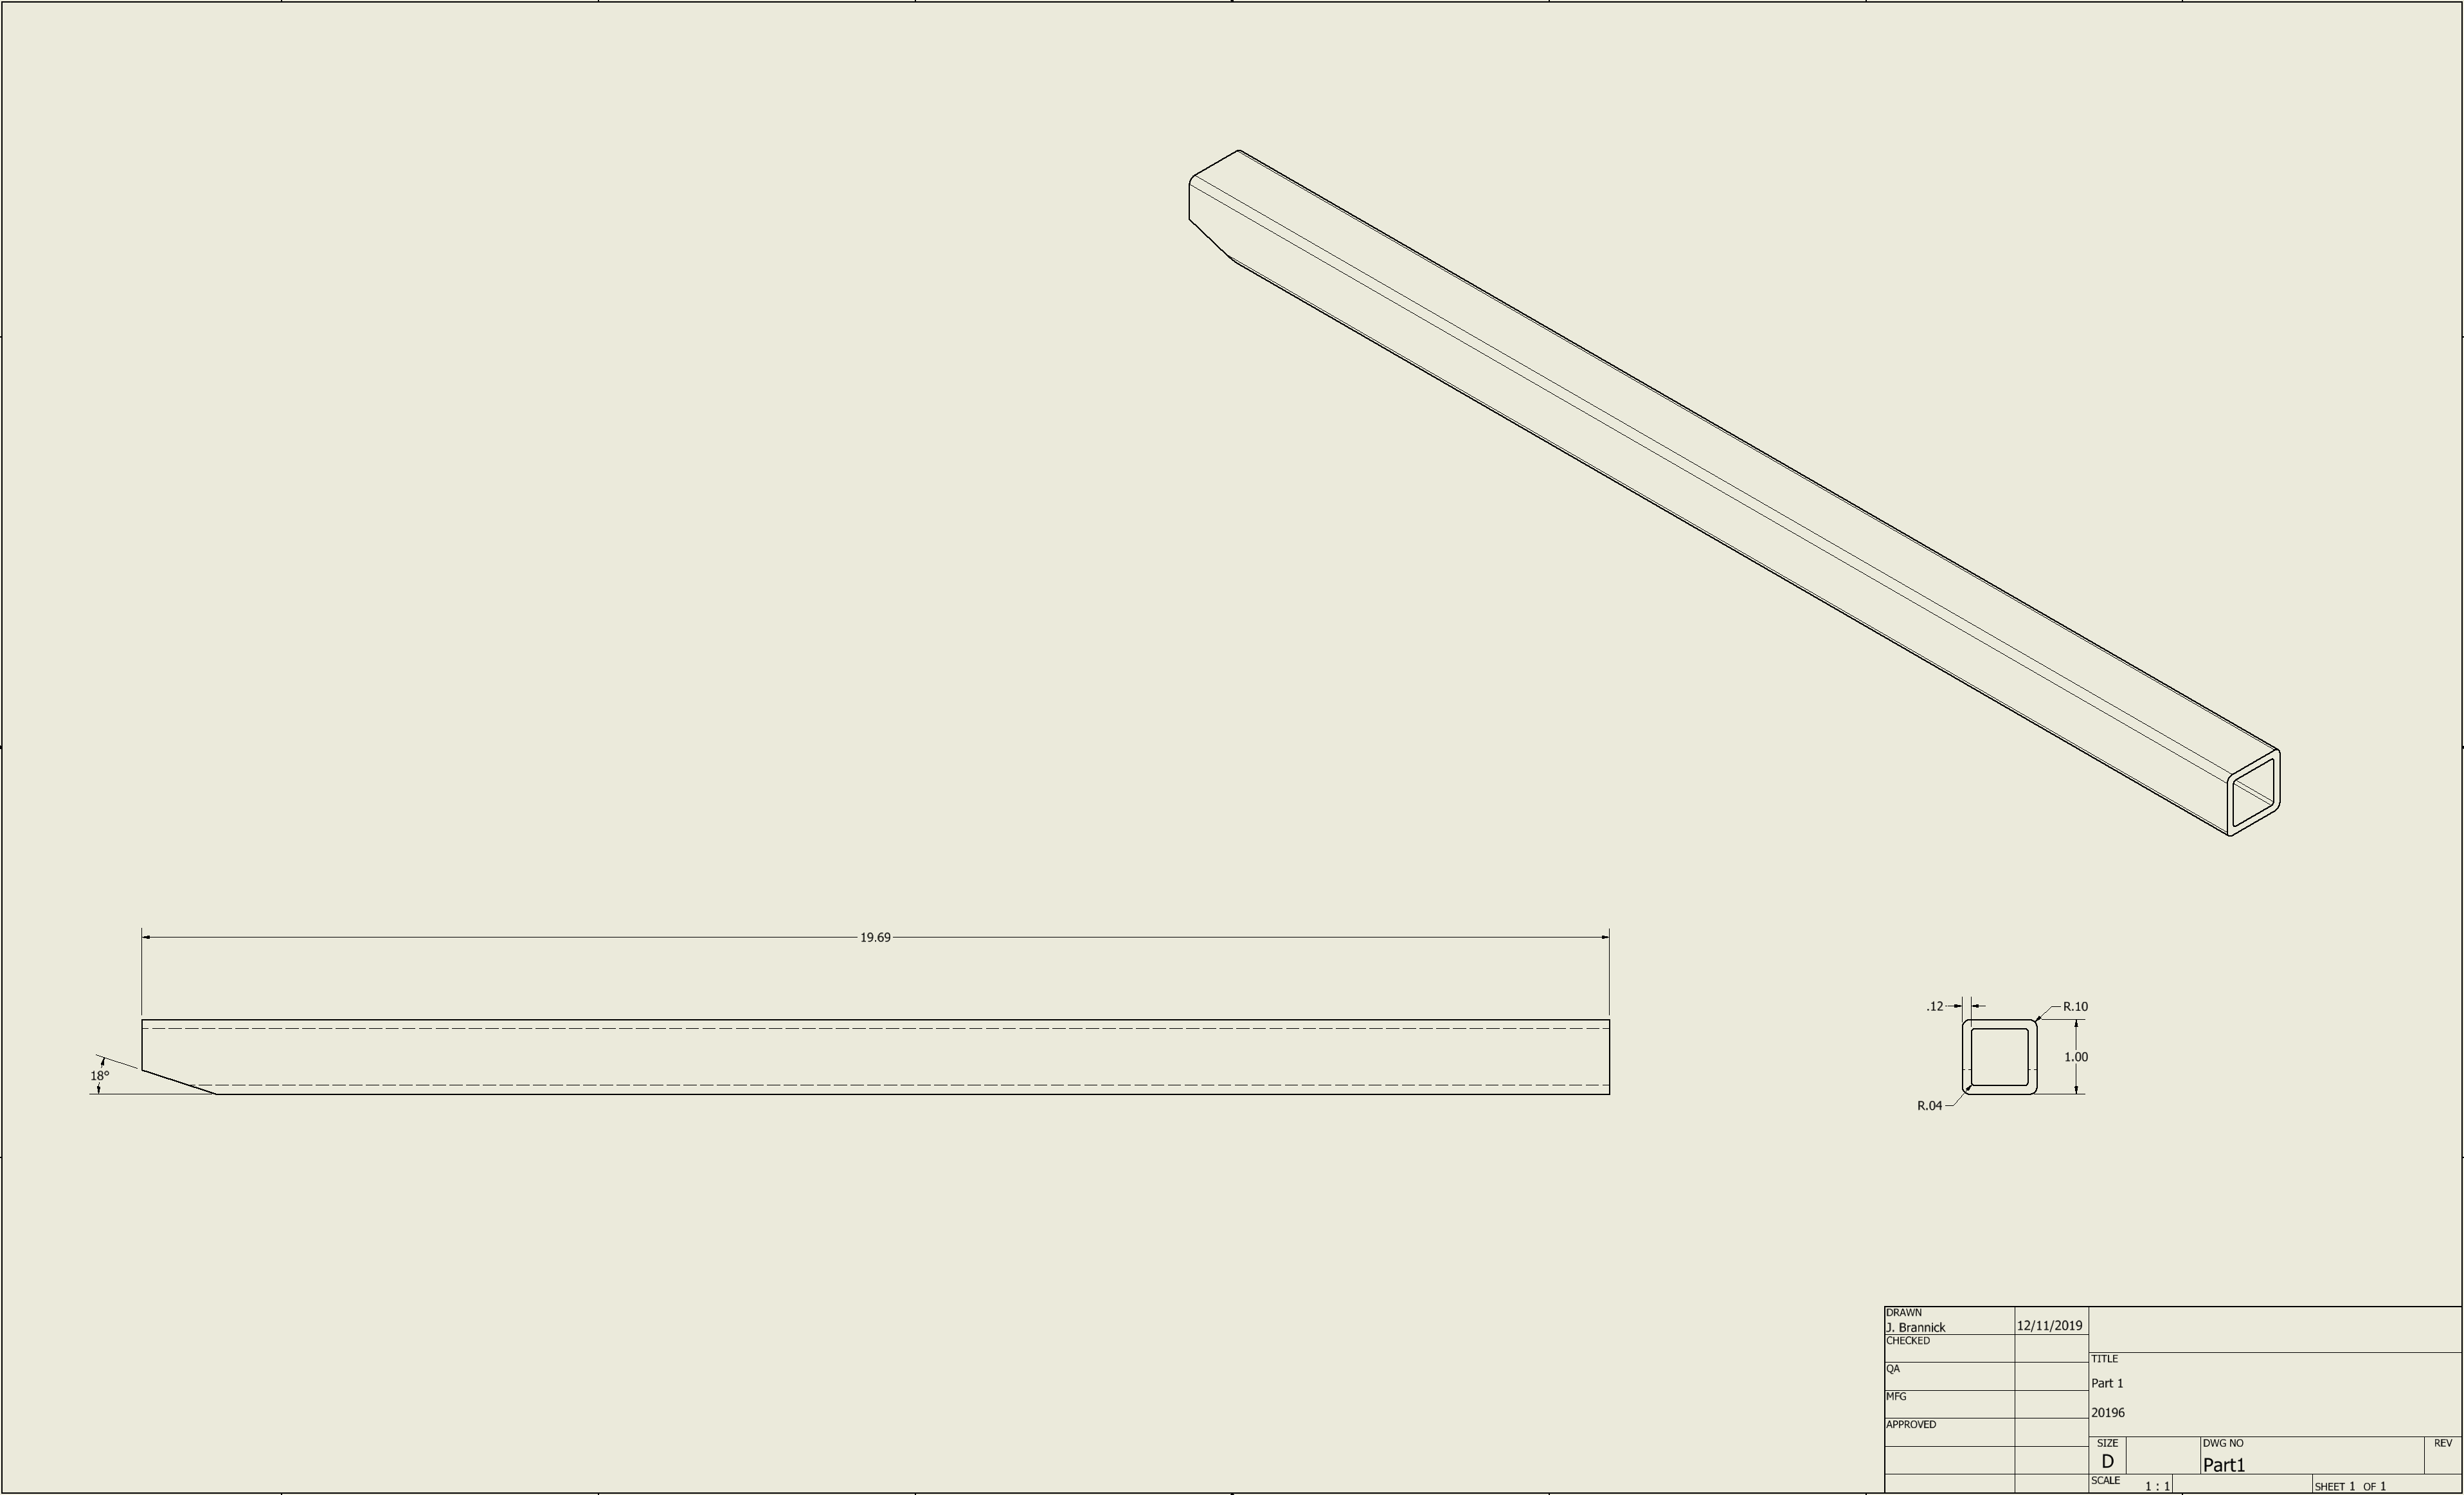 19.69
18°
.12
R.10
1.00
R.04
DRAWN
J. Brannick
12/11/2019
CHECKED
QA
MFG
APPROVED
TITLE
Part 1
20196
SIZE
D
DWG NO
Part1
REV
SCALE
1 : 1
SHEET 1 OF 1